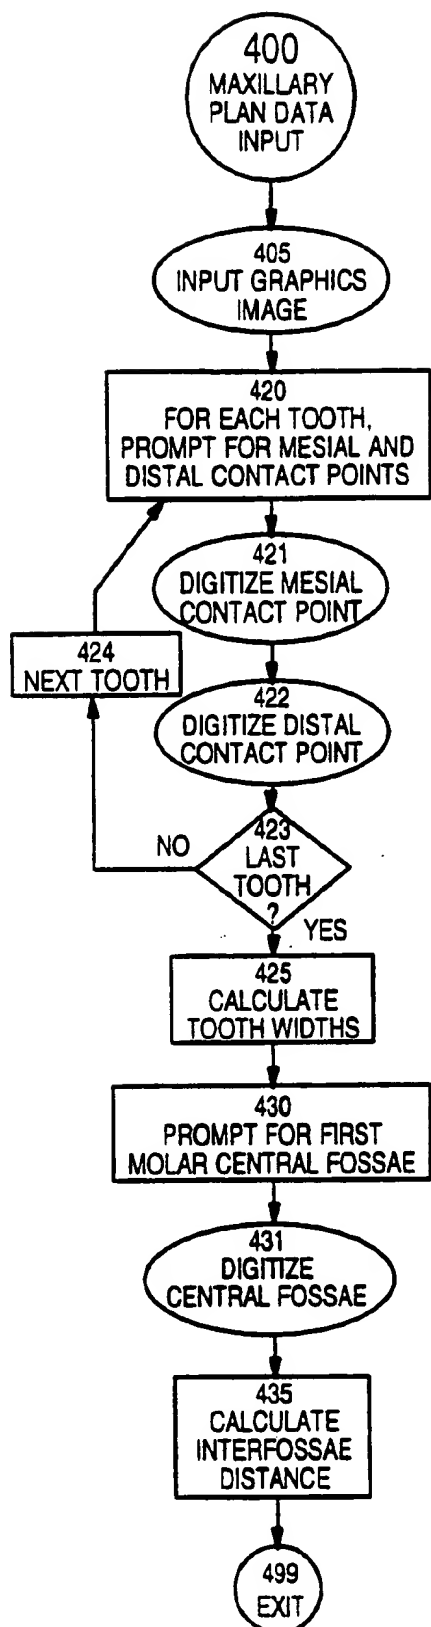 400
MAXILLARY
PLAN DATA
INPUT
405
INPUT GRAPHICS
IMAGE
420
FOR EACH TOOTH,
PROMPT FOR MESIAL AND
DISTAL CONTACT POINTS
421
DIGITIZE MESIAL
CONTACT POINT
424
NEXT TOOTH
422
DIGITIZE DISTAL
CONTACT POINT
423
LAST
TOOTH
?
NO
YES
425
CALCULATE
TOOTH WIDTHS
430
PROMPT FOR FIRST
MOLAR CENTRAL FOSSAE
431
DIGITIZE
CENTRAL FOSSAE
435
CALCULATE
INTERFOSSAE
DISTANCE
499
EXIT